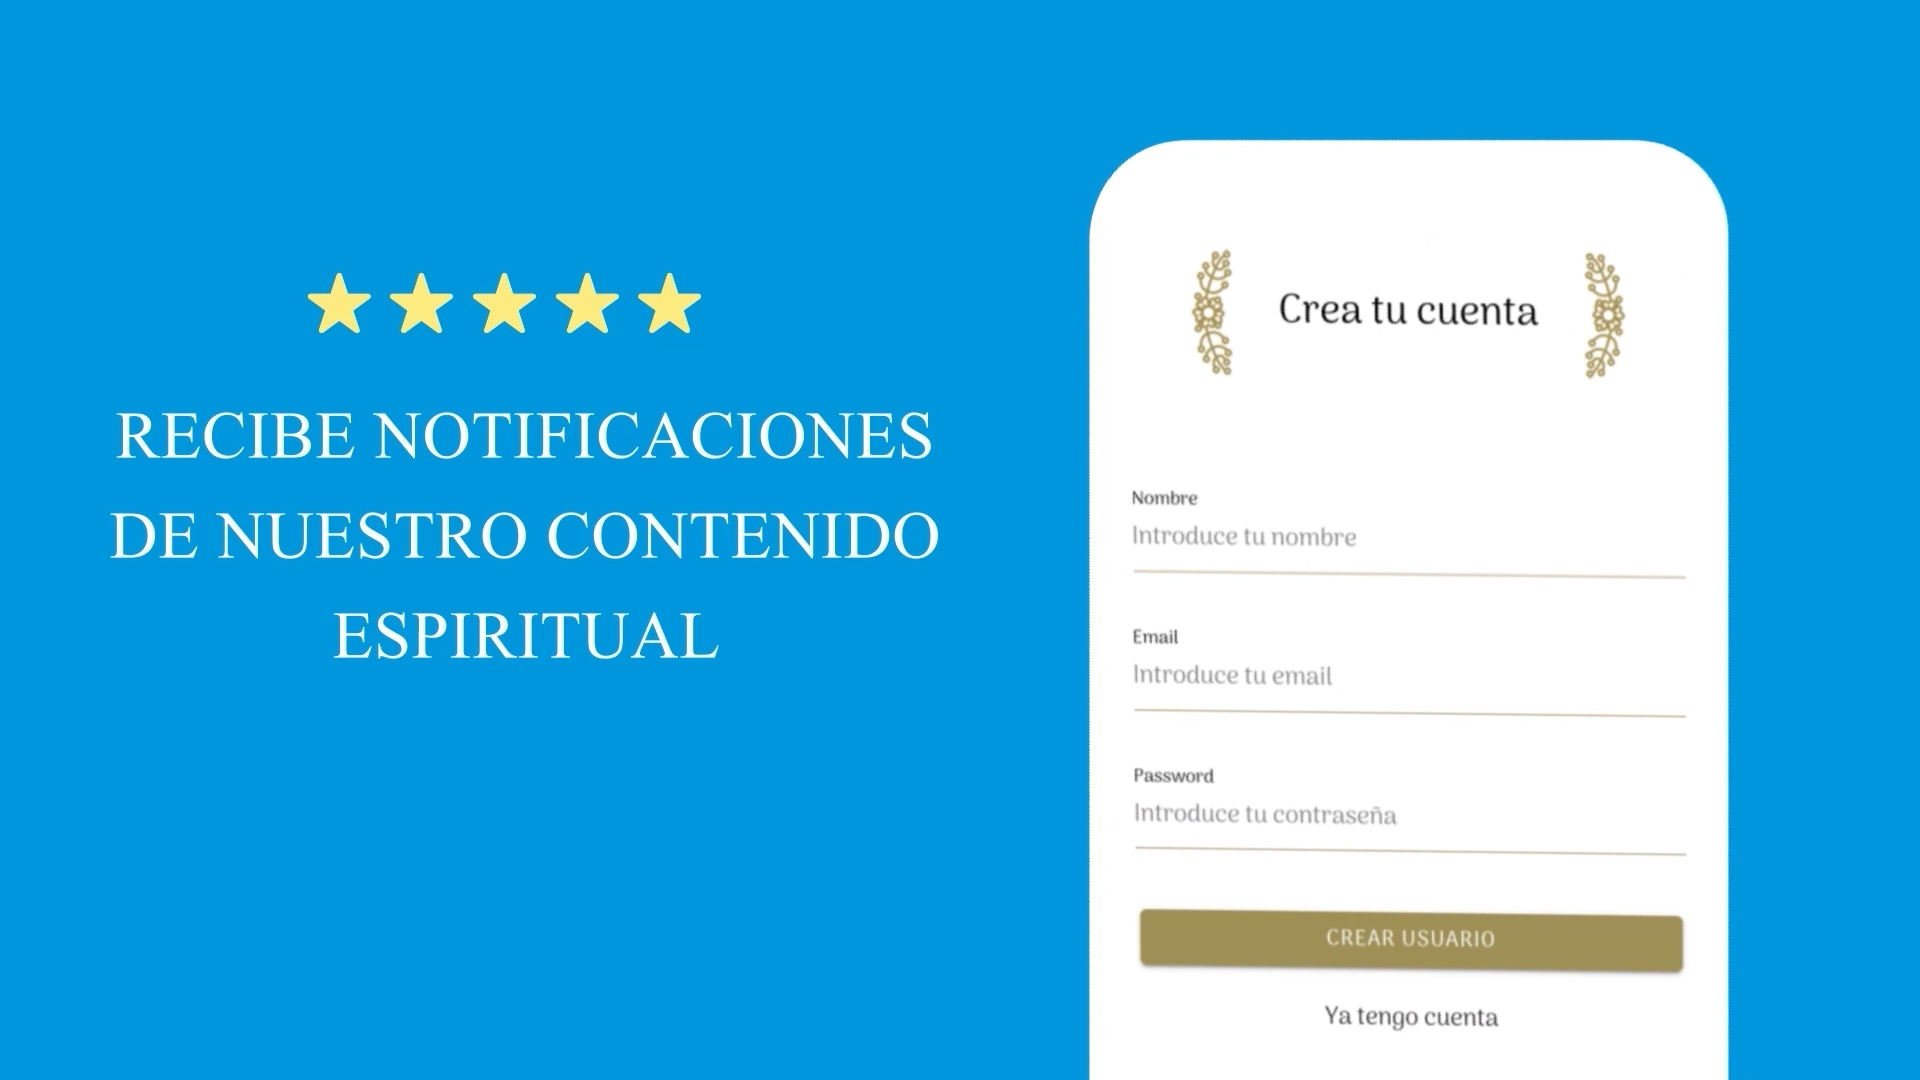 RECIBE NOTIFICACIONES
DE NUESTRO CONTENIDO
ESPIRITUAL
Crea tu cuenta
Nombre
Introduce tu nombre
Email
Introduce tu email
Password
Introduce tu contraseña
CREAR USUARIO
Ya tengo cuenta